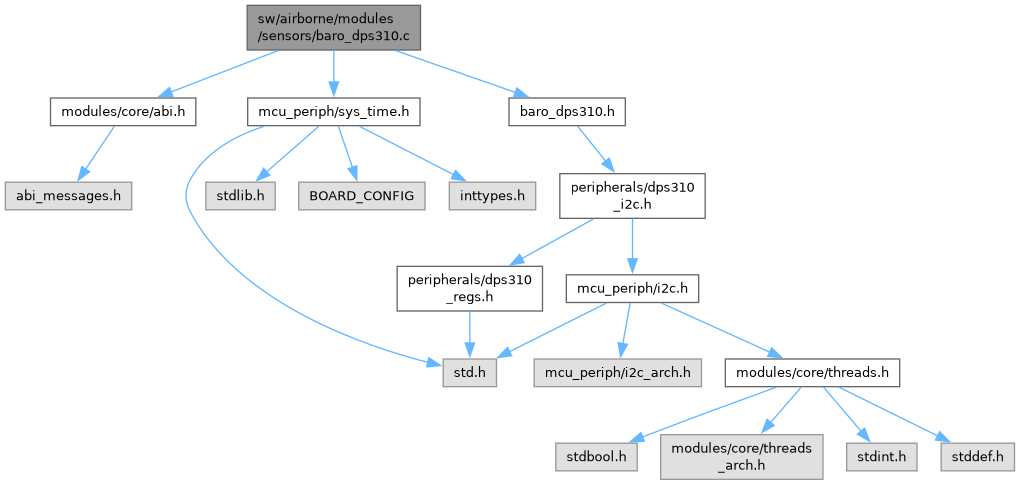 sw/airborne/modules
/sensors/baro_dps310.c
modules/core/abi.h
mcu_periph/sys_time.h
baro_dps310.h
abi_messages.h
stdlib.h
BOARD_CONFIG
inttypes.h
peripherals/dps310
_i2c.h
peripherals/dps310
_regs.h
mcu_periph/i2c.h
std.h
mcu_periph/i2c_arch.h
modules/core/threads.h
stdbool.h
modules/core/threads
_arch.h
stdint.h
stddef.h